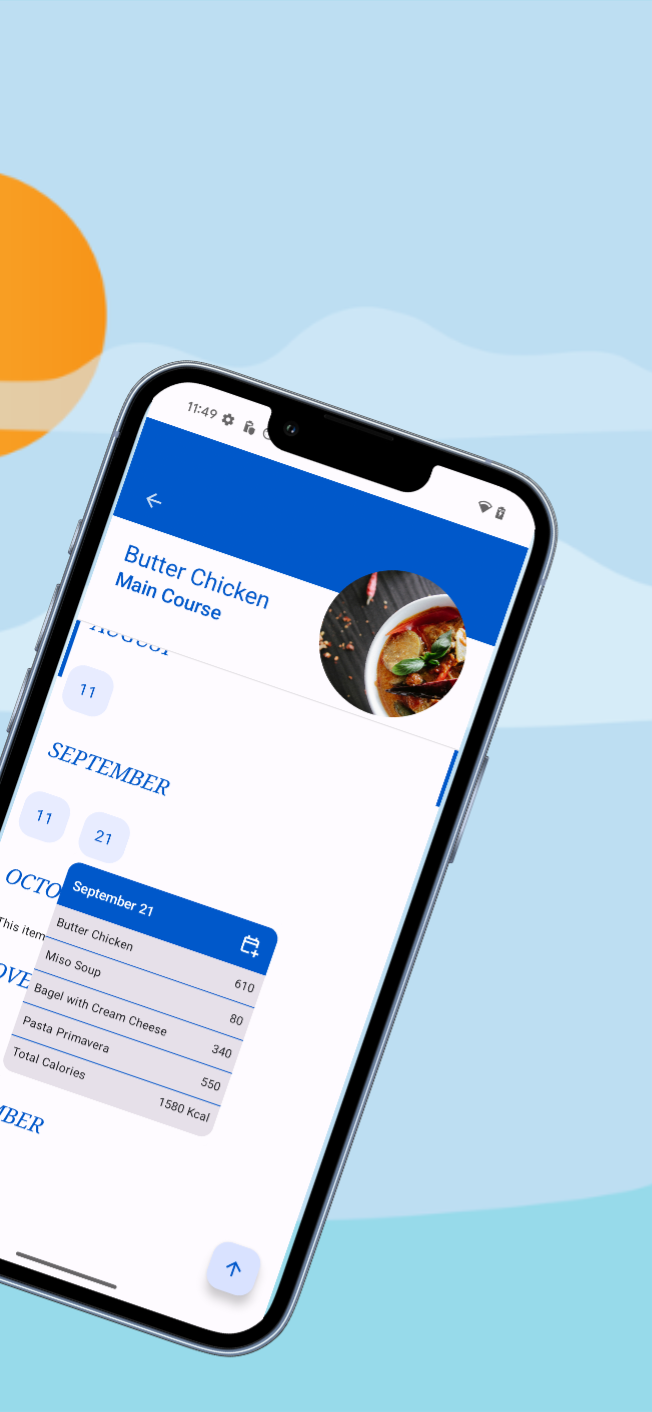 11:49
Butter Chicken
Main Course
AUGUST
11
SEPTEMBER
11 21
OCTO
September 21
This item
Butter Chicken 610
OVE
Miso Soup 80
Bagel with Cream Cheese 340
Pasta Primavera 550
Total Calories 1580 Kcal
MBER